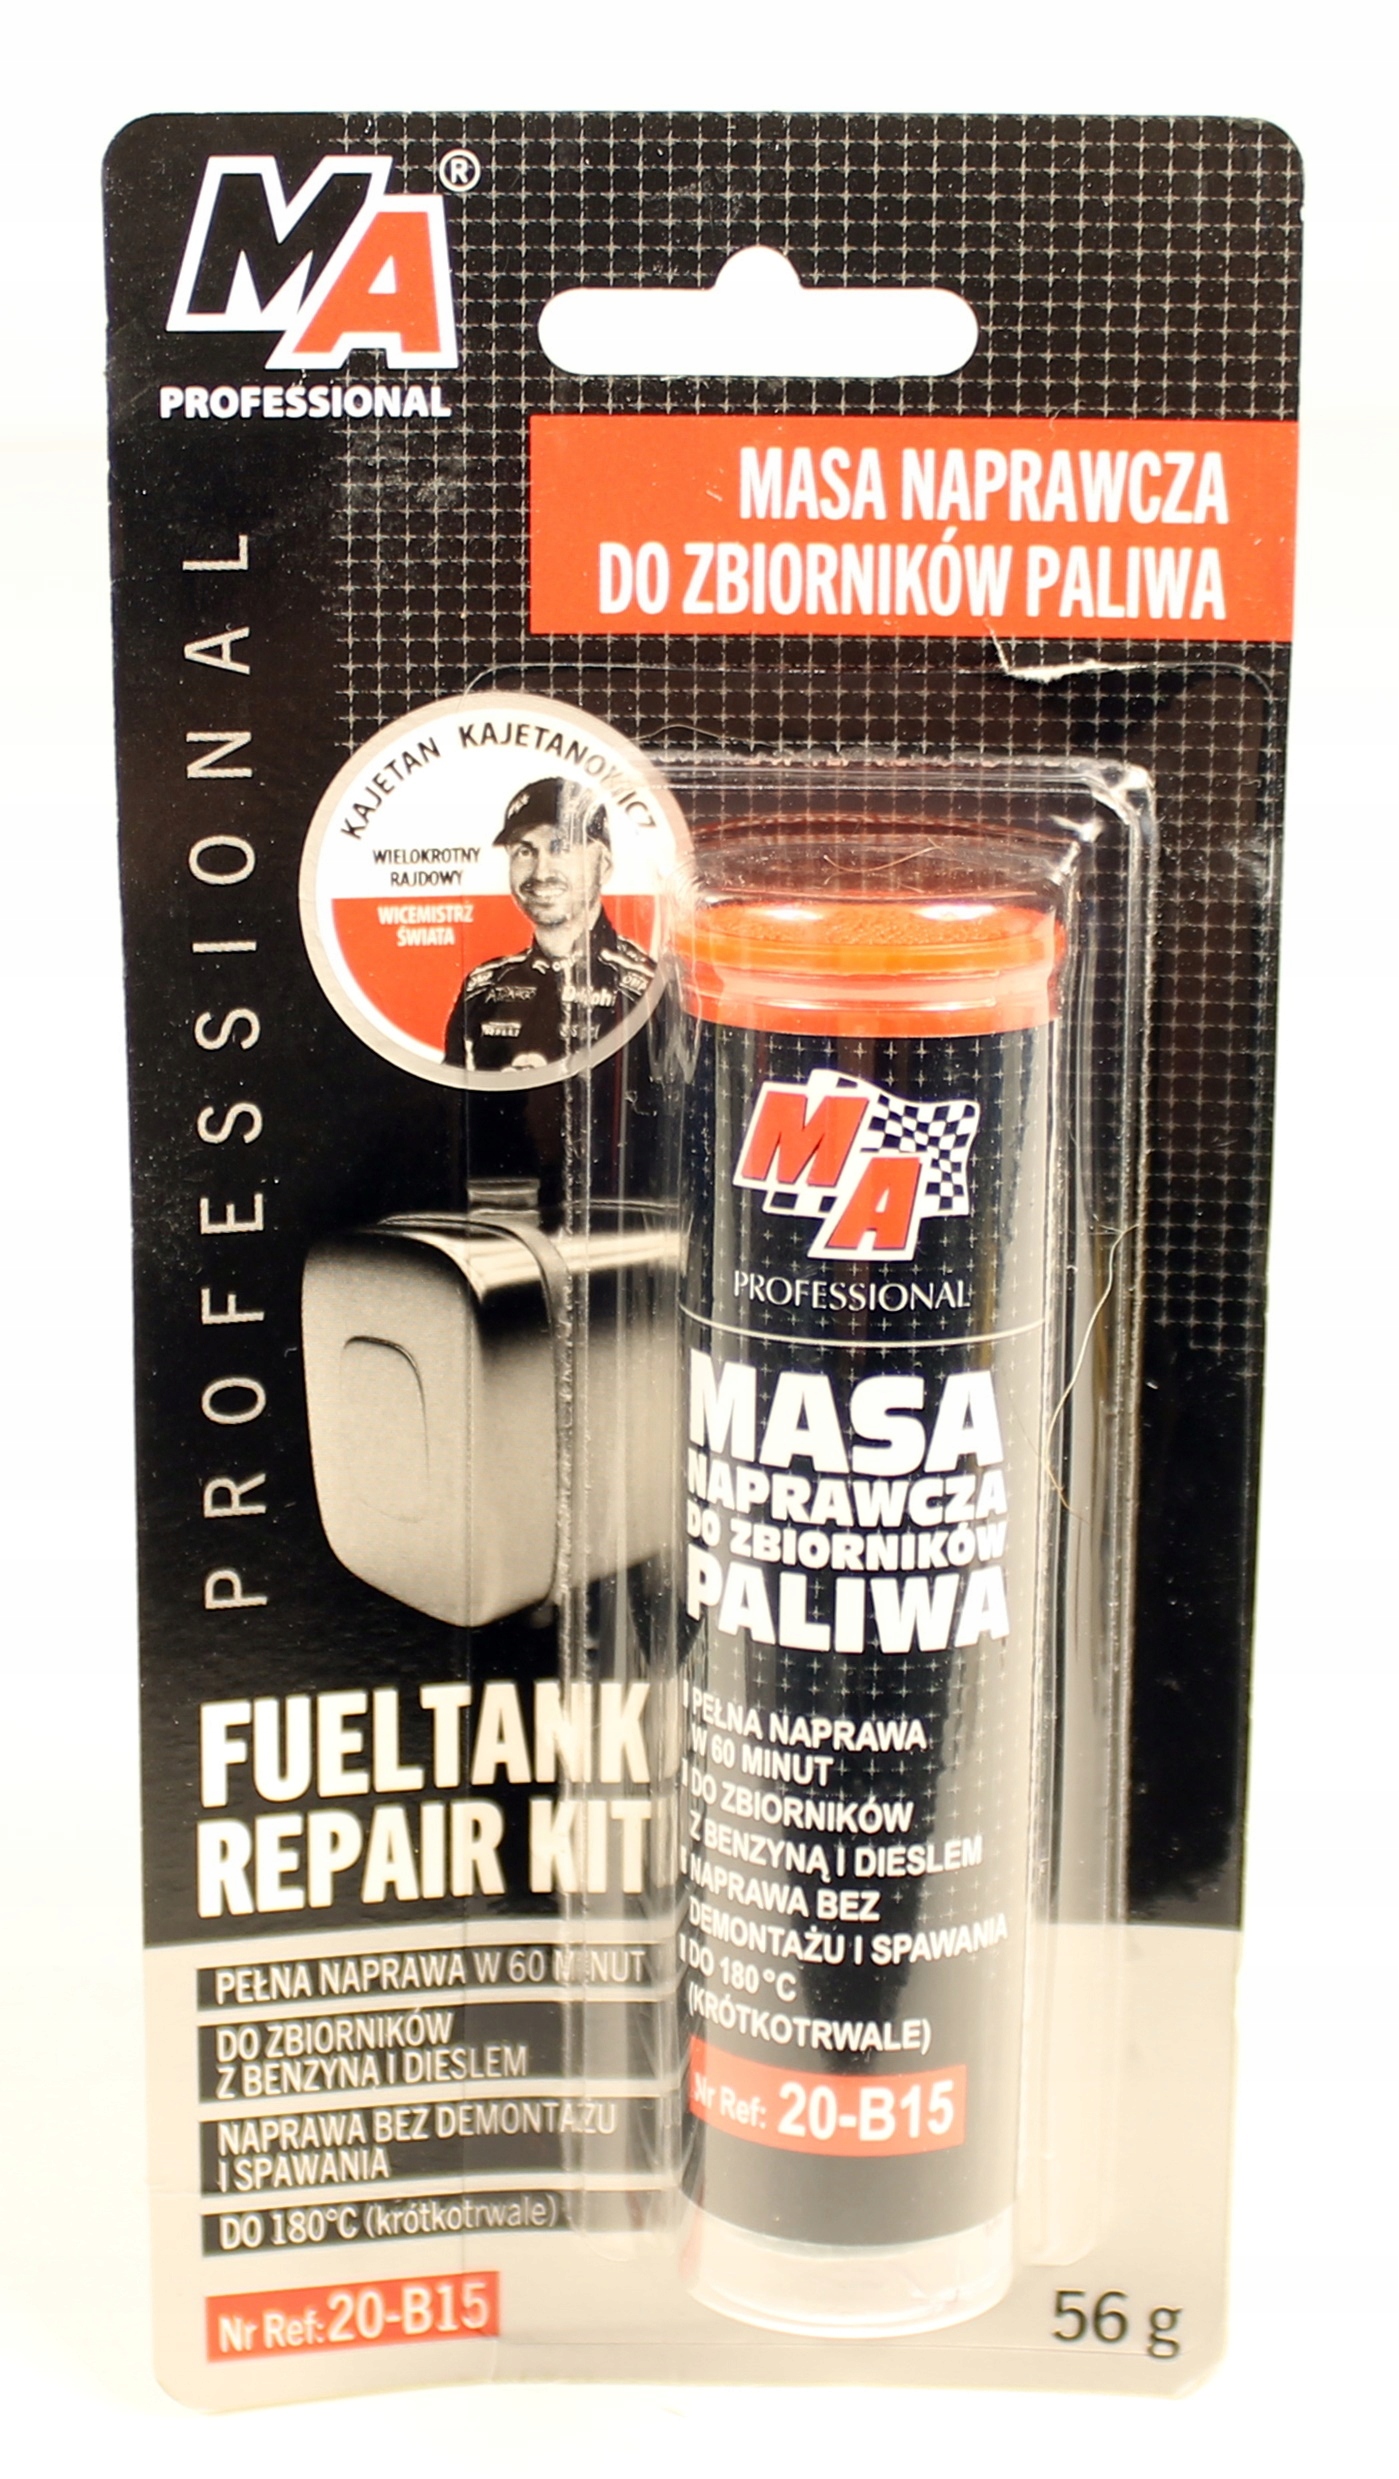 MA®
PROFESSIONAL
MASA NAPRAWCZA
DO ZBIORNIKÓW PALIWA
PROFESSIONAL
KAJETAN KAJETANOWICZ
WIELOKROTNY
RAJDOWY
WICEMISTRZ
ŚWIATA
MA
PROFESSIONAL
MASA
NAPRAWCZA
DO ZBIORNIKÓW
PALIWA
PEŁNA NAPRAWA
W 60 MINUT
DO ZBIORNIKÓW
Z BENZYNĄ I DIESLEM
NAPRAWA BEZ
DEMONTAŻU I SPAWANIA
DO 180°C
(KRÓTKOTRWALE)
Nr Ref: 20-B15
FUELTANK
REPAIR KIT
PEŁNA NAPRAWA W 60 MINUT
DO ZBIORNIKÓW
Z BENZYNA I DIESLEM
NAPRAWA BEZ DEMONTAŻU
I SPAWANIA
DO 180°C (krótkotrwale)
Nr Ref: 20-B15
56 g